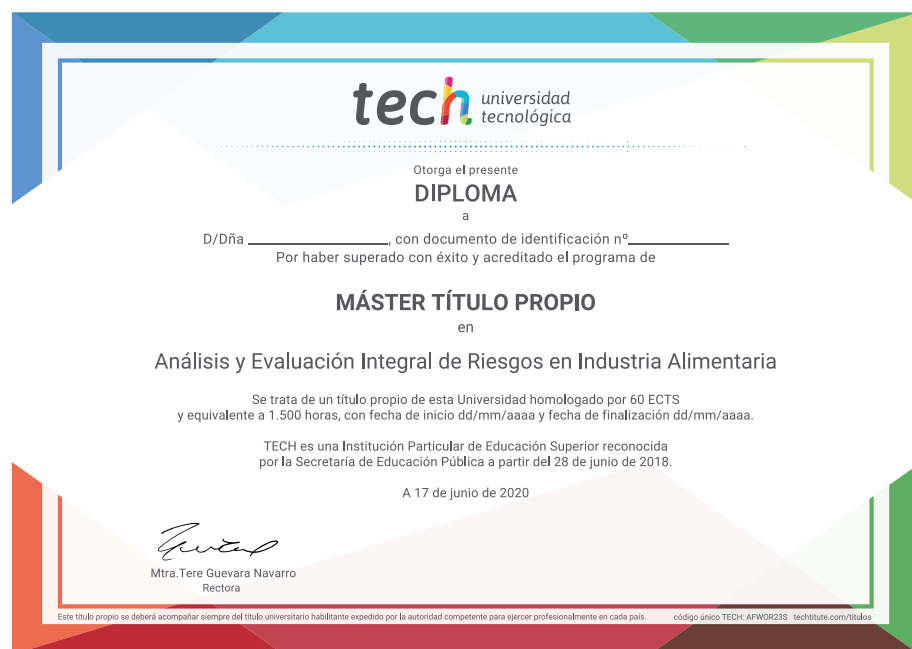 tech universidad
tecnológica
Otorga el presente
DIPLOMA
a
D/Dña ____________________, con documento de identificación nº______________
Por haber superado con éxito y acreditado el programa de
MÁSTER TÍTULO PROPIO
en
Análisis y Evaluación Integral de Riesgos en Industria Alimentaria
Se trata de un título propio de esta Universidad homologado por 60 ECTS
y equivalente a 1.500 horas, con fecha de inicio dd/mm/aaaa y fecha de finalización dd/mm/aaaa.
TECH es una Institución Particular de Educación Superior reconocida
por la Secretaría de Educación Pública a partir del 28 de junio de 2018.
A 17 de junio de 2020
Mtra.Tere Guevara Navarro
Rectora
Este título propio se deberá acompañar siempre del título universitario habilitante expedido por la autoridad competente para ejercer profesionalmente en cada país. código único TECH: AFWOR23S techtitute.com/titulos